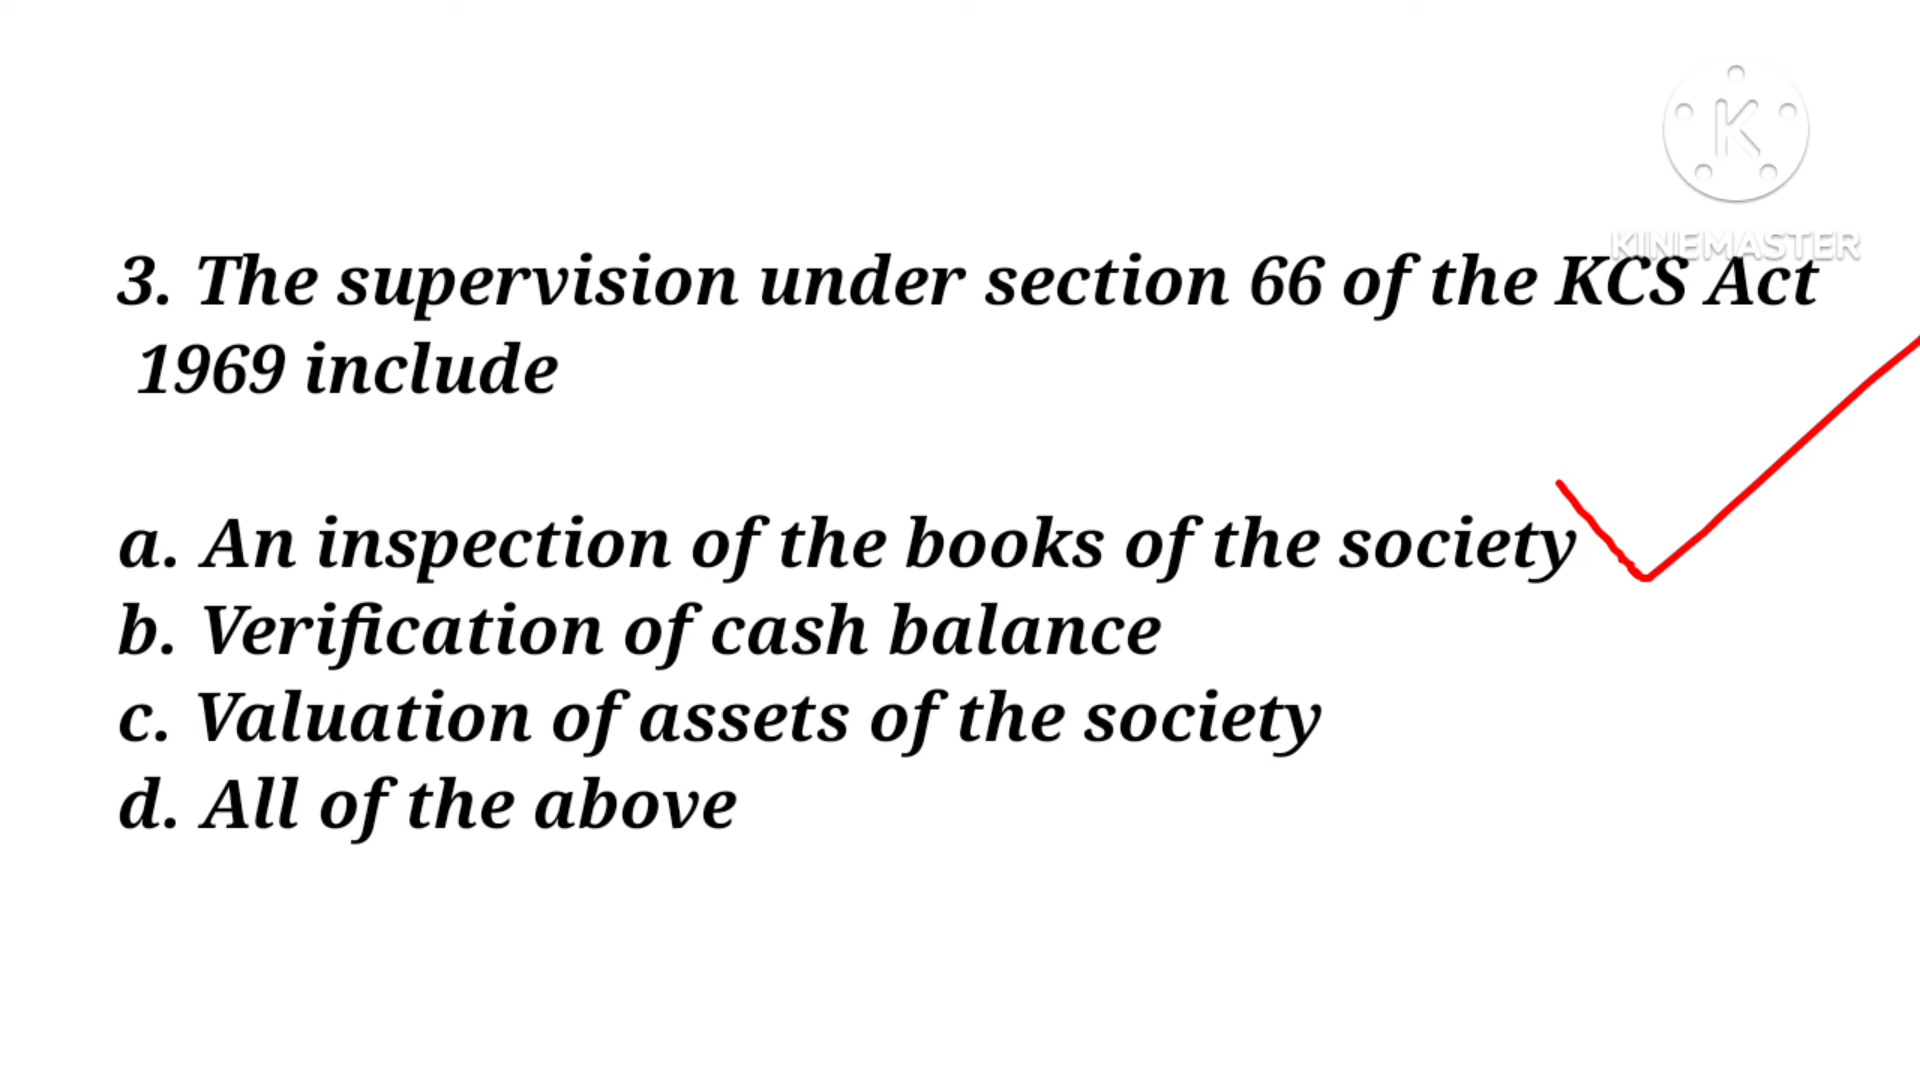 K
KINEMASTER
3. The supervision under section 66 of the KCS Act
1969 include
a. An inspection of the books of the society
b. Verification of cash balance
c. Valuation of assets of the society
d. All of the above